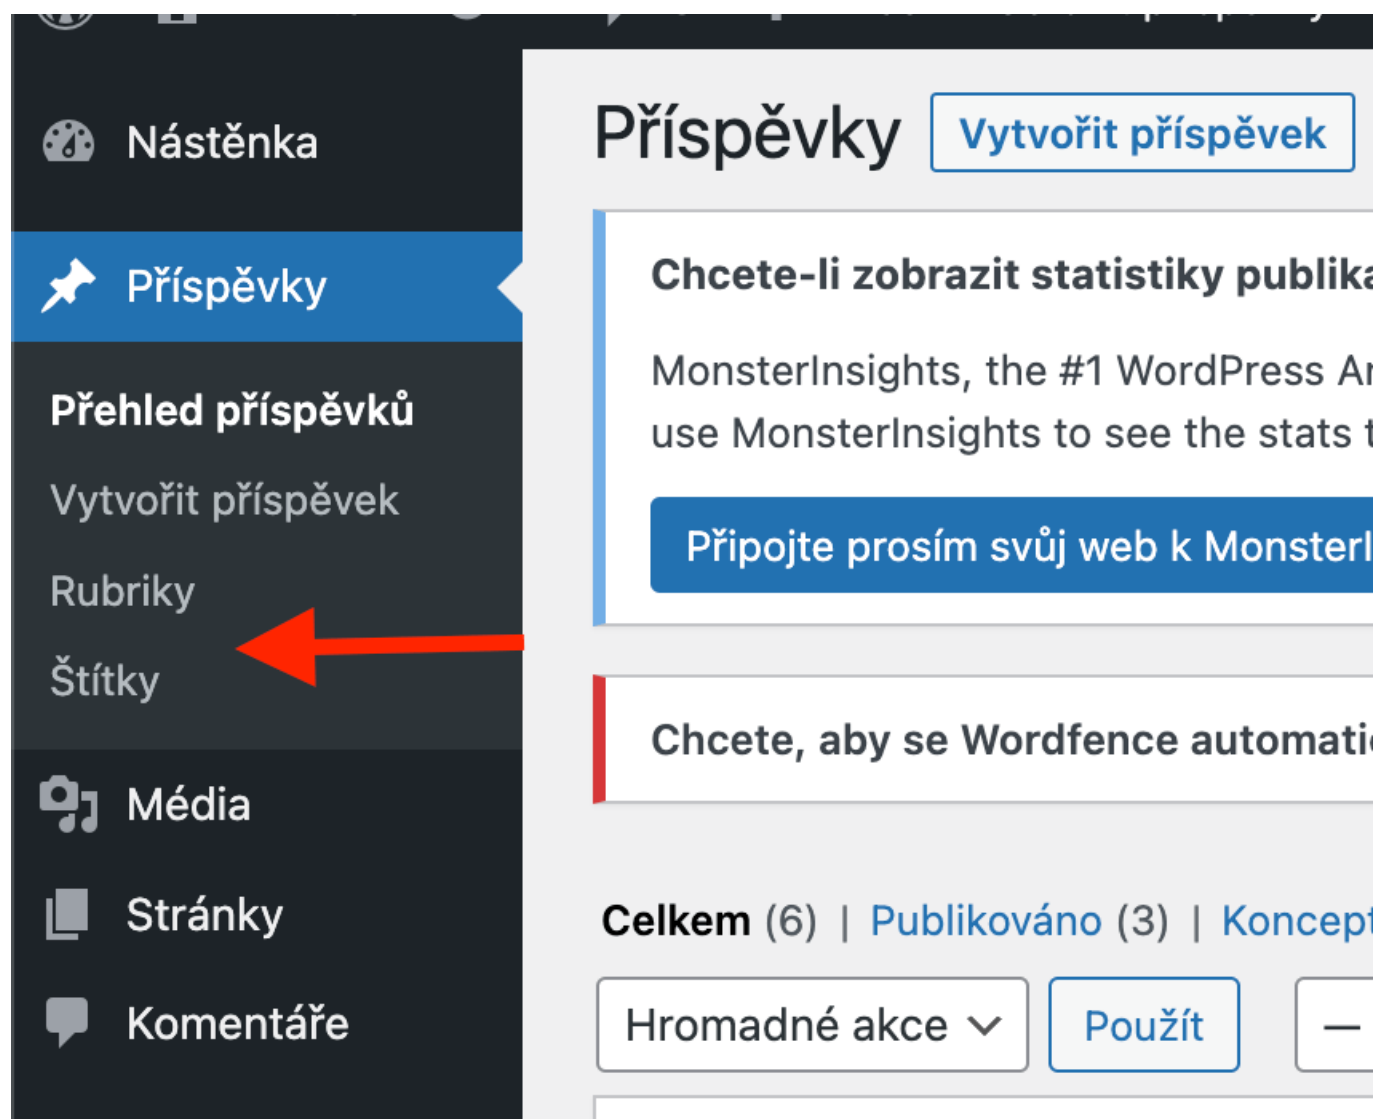 Nástěnka
Příspěvky
Přehled příspěvků
Vytvořit příspěvek
Rubriky
Štítky
Média
Stránky
Komentáře
Příspěvky Vytvořit příspěvek
Chcete-li zobrazit statistiky
MonsterInsights, the #1 WordPress
use MonsterInsights to see the stats
Připojte prosím svůj web k
Chcete, aby se Wordfence
Celkem (6) | Publikováno (3) |
Hromadné akce Použít —